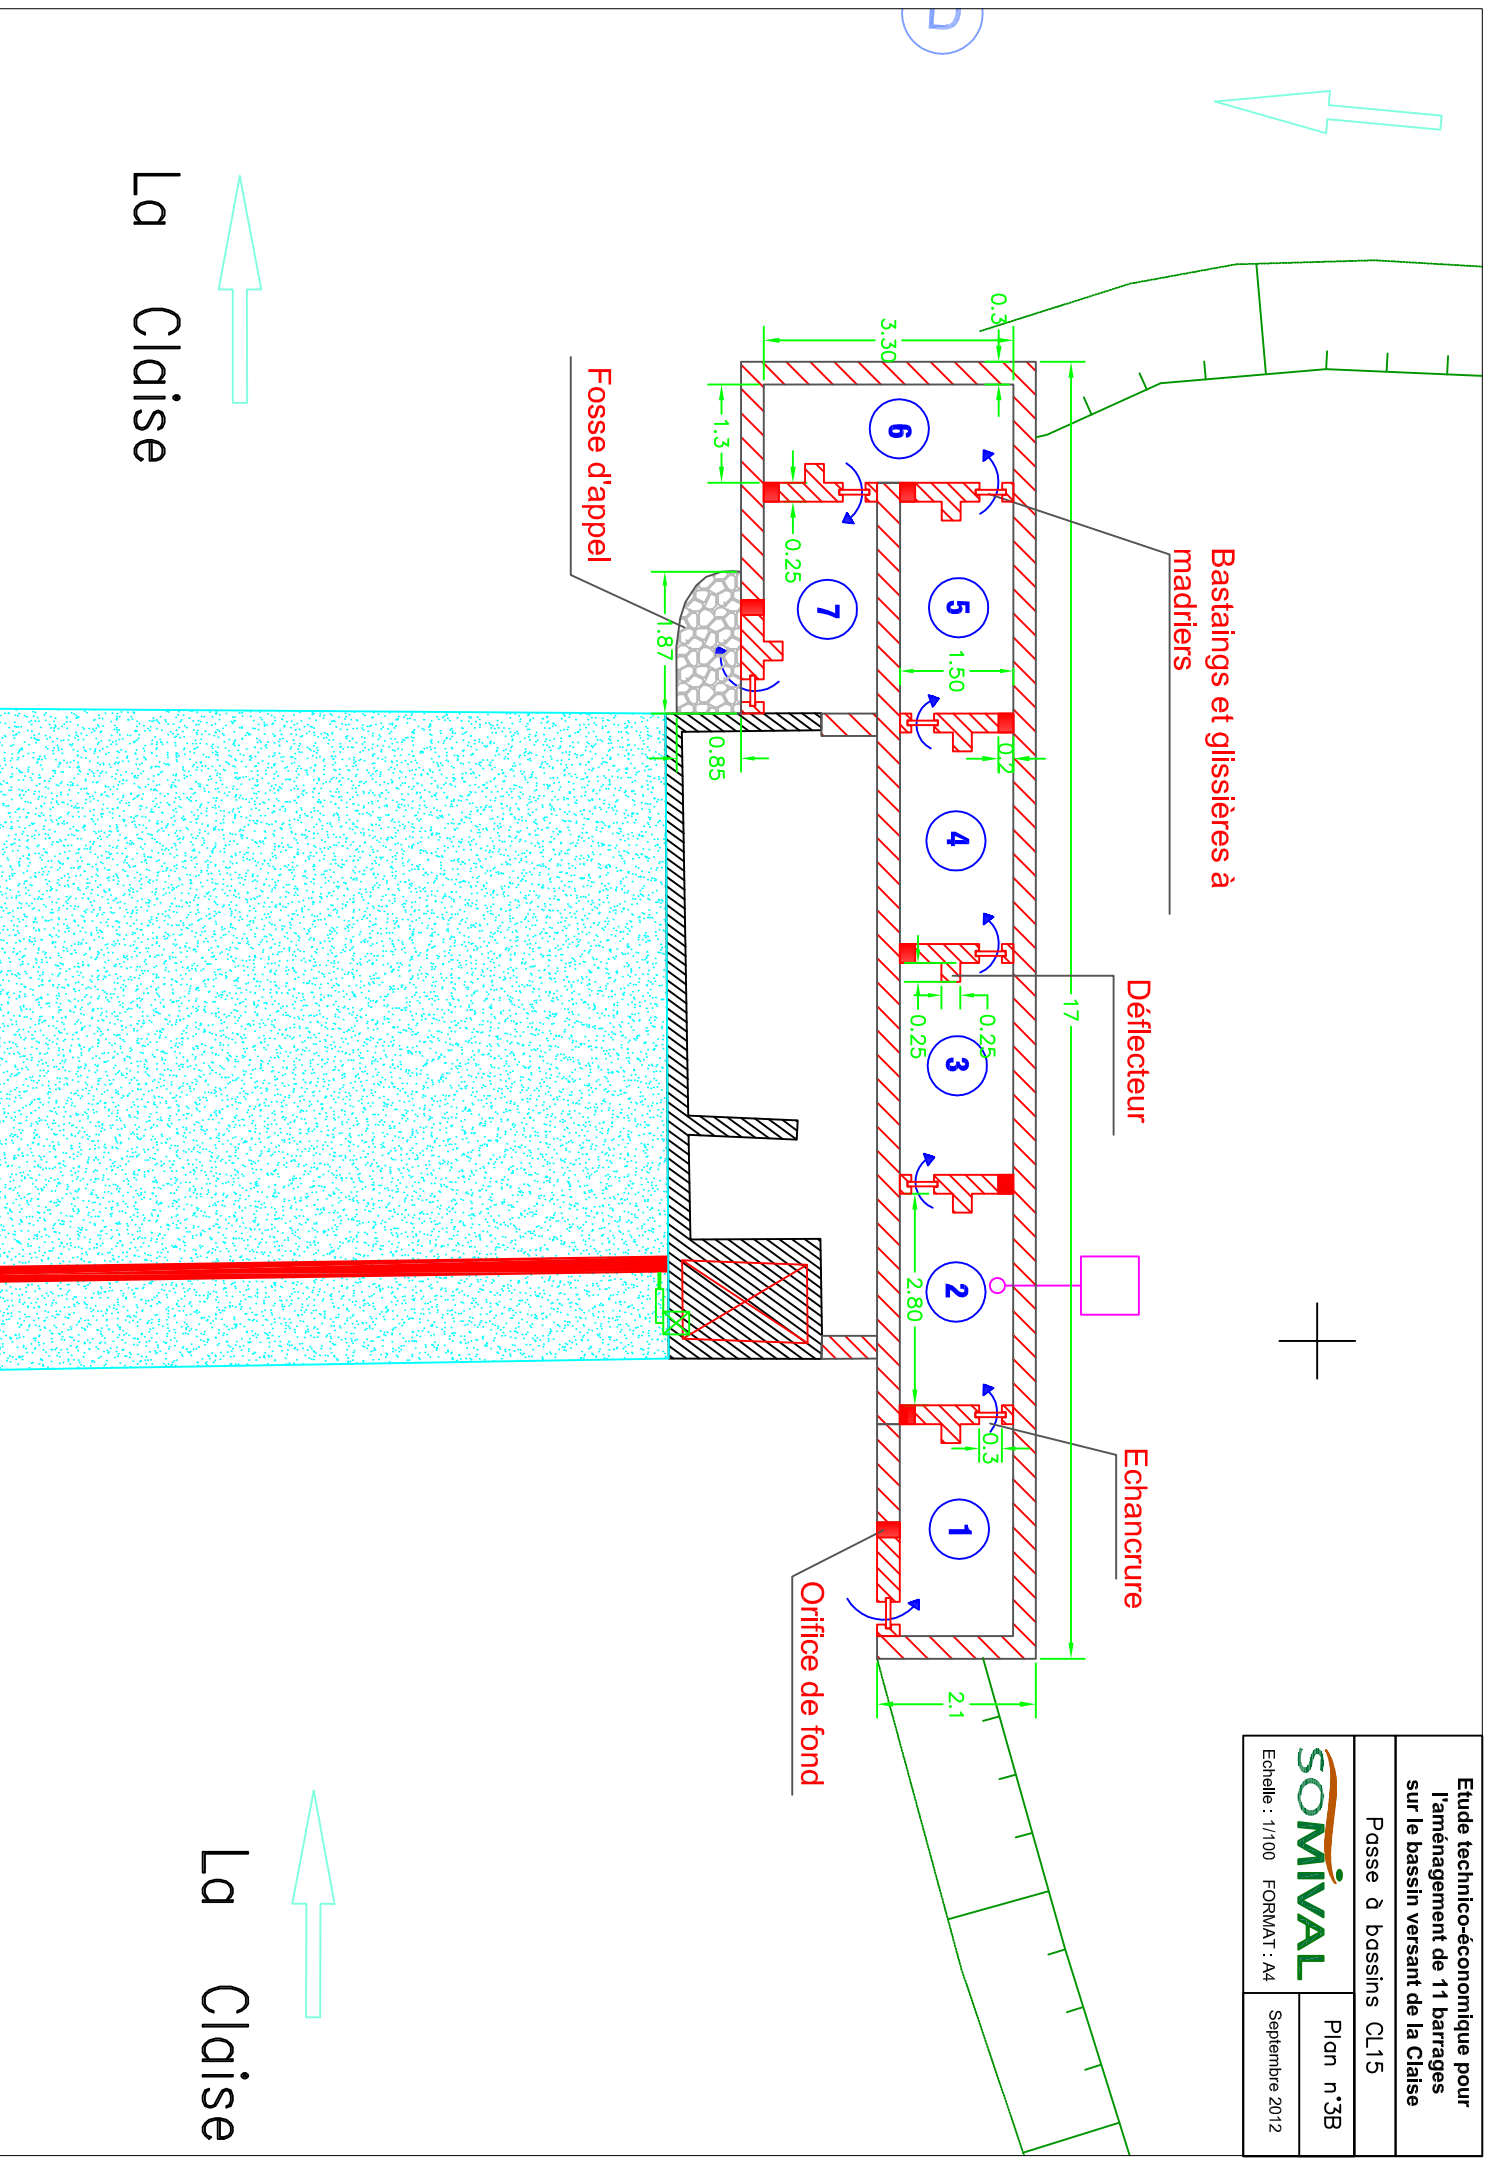 Etude technico-économique pour
l'aménagement de 11 barrages
sur le bassin versant de la Claise
Passe à bassins CL15
SOMIVAL
Echelle : 1/100 FORMAT : A4
Plan n°3B
Septembre 2012
D
La Claise
La Claise
Bastaings et glissières à
madriers
Déflecteur
Echancrure
Orifice de fond
Fosse d'appel
1
2
3
4
5
6
7
17
2.1
0.3
3.30
1.3
0.25
1.87
0.85
1.50
0.2
0.25
0.25
2.80
0.3